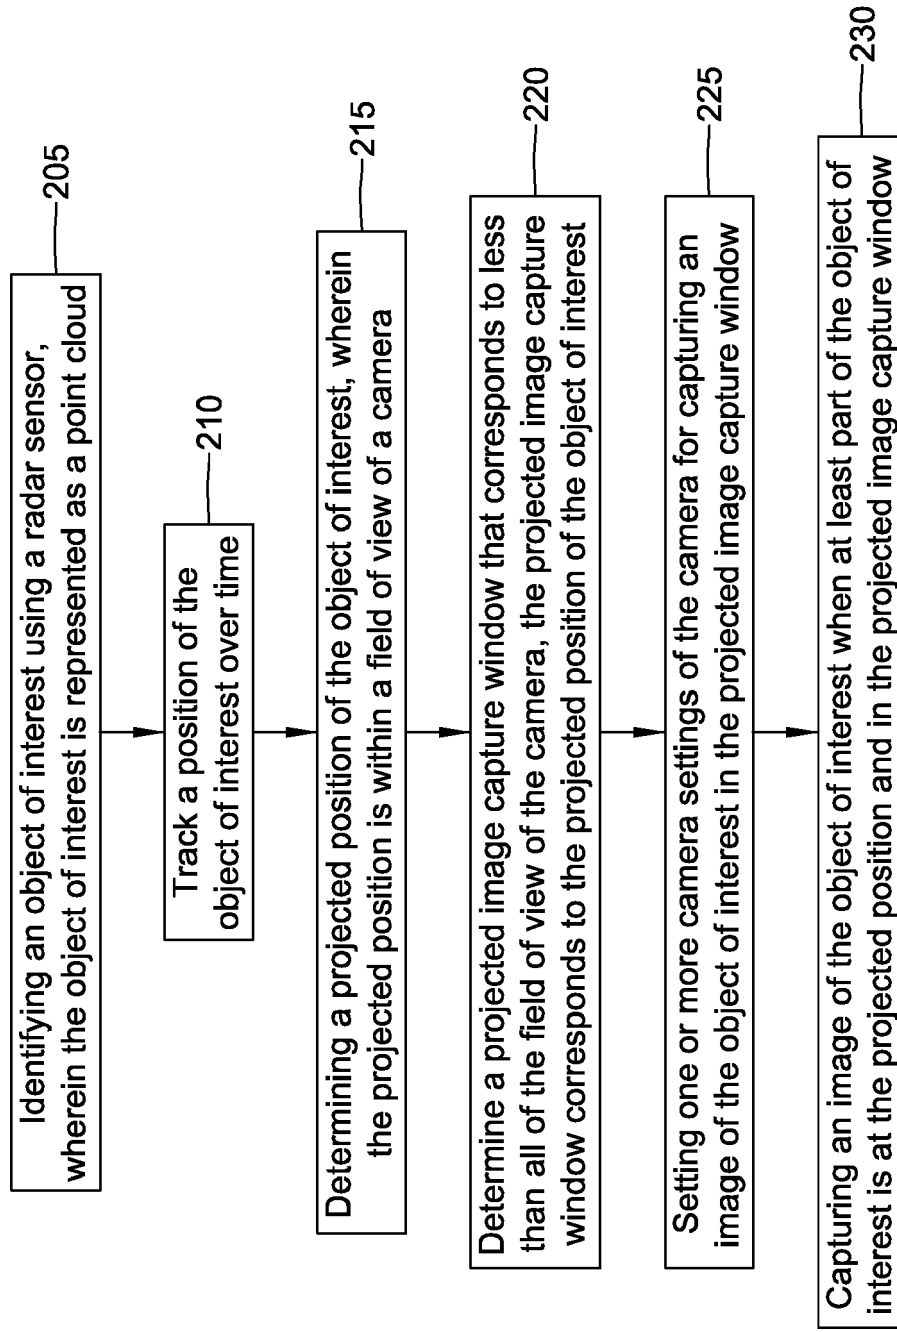 205
Identifying an object of interest using a radar sensor,
wherein the object of interest is represented as a point cloud
210
Track a position of the
object of interest over time
215
Determining a projected position of the object of interest, wherein
the projected position is within a field of view of a camera
220
Determine a projected image capture window that corresponds to less
than all of the field of view of the camera, the projected image capture
window corresponds to the projected position of the object of interest
225
Setting one or more camera settings of the camera for capturing an
image of the object of interest in the projected image capture window
230
Capturing an image of the object of interest when at least part of the object of
interest is at the projected position and in the projected image capture window